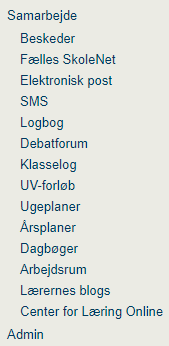 Samarbejde
Beskeder
Fælles SkoleNet
Elektronisk post
SMS
Logbog
Debatforum
Klasselog
UV-forløb
Ugeplaner
Årsplaner
Dagbøger
Arbejdsrum
Lærernes blogs
Center for Læring Online
Admin